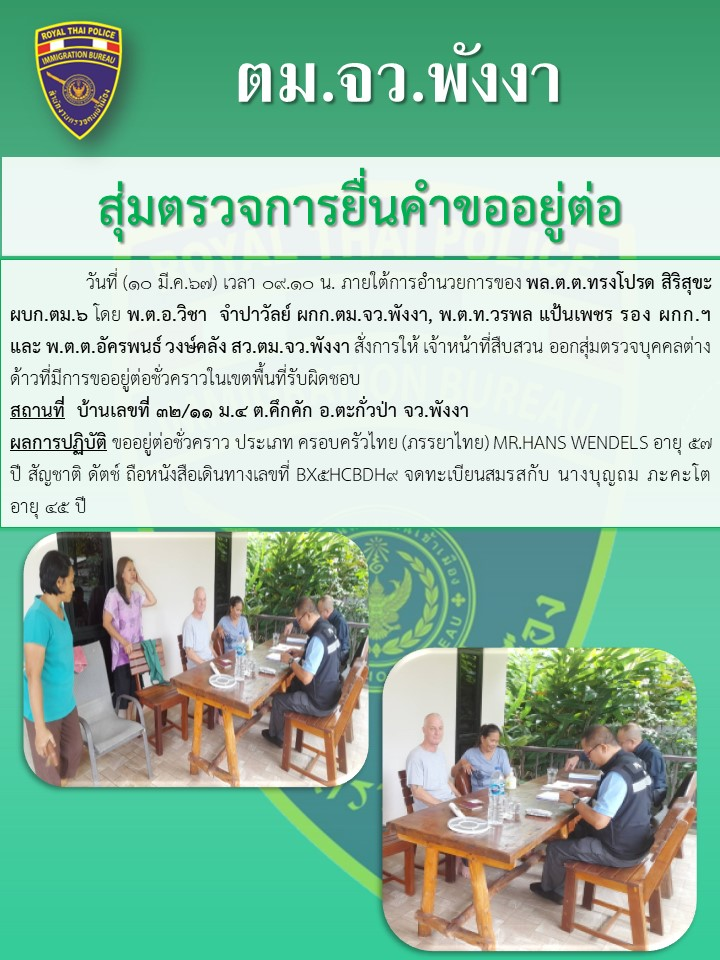 ROYAL THAI POLICE
IMMIGRATION BUREAU
สำนักงานตรวจคนเข้าเมือง
ตม.จว.พังงา
สุ่มตรวจการยื่นคำขออยู่ต่อ
วันที่ (๑๐ มี.ค.๖๗) เวลา ๐๙.๑๐ น. ภายใต้การอำนวยการของ พล.ต.ต.ทรงโปรด สิริสุขะ
ผบก.ตม.๖ โดย พ.ต.อ.วิชา จำปาวัลย์ ผกก.ตม.จว.พังงา, พ.ต.ท.วรพล แป้นเพชร รอง ผกก.ฯ
และ พ.ต.ต.อัครพนธ์ วงษ์คลัง สว.ตม.จว.พังงา สั่งการให้ เจ้าหน้าที่สืบสวน ออกสุ่มตรวจบุคคลต่าง
ด้าวที่มีการขออยู่ต่อชั่วคราวในเขตพื้นที่รับผิดชอบ
สถานที่ บ้านเลขที่ ๓๒/๑๑ ม.๔ ต.คึกคัก อ.ตะกั่วป่า จว.พังงา
ผลการปฏิบัติ ขออยู่ต่อชั่วคราว ประเภท ครอบครัวไทย (ภรรยาไทย) MR.HANS WENDELS อายุ ๕๗
ปี สัญชาติ ดัตช์ ถือหนังสือเดินทางเลขที่ BX๕HCBDH๙ จดทะเบียนสมรสกับ นางบุญถม ภะคะโต
อายุ ๔๕ ปี